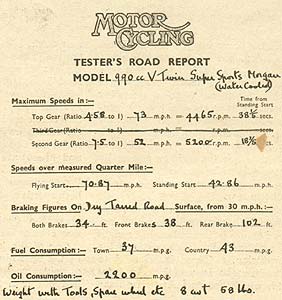 MOTOR
CYCLING
TESTER'S ROAD REPORT
MODEL 990 cc V Twin Super Sports Morgan
(Water Cooled)
Maximum Speeds in :—
Time from
Standing Start
Top Gear (Ratio 4·58 to 1) 73 m.p.h. = 4465 r.p.m. 38⅖ secs.
Third Gear (Ratio to 1) m.p.h. = r.p.m. secs.
Second Gear (Ratio 7·5 to 1) 52 m.p.h. = 5200 r.p.m. secs.
Speeds over measured Quarter Mile :—
Flying Start 70·87 m.p.h. Standing Start 42·86 m.p.h.
Braking Figures On Dry Tarred Road Surface, from 30 m.p.h. :—
Both Brakes 34 ft. Front Brakes 38 ft. Rear Brake 102 ft.
Fuel Consumption :— Town 37 m.p.g. Country 43 m.p.g.
Oil Consumption :— 2200 m.p.g.
Weight with Tools, Spare wheel etc 8 cwt 58 lbs.